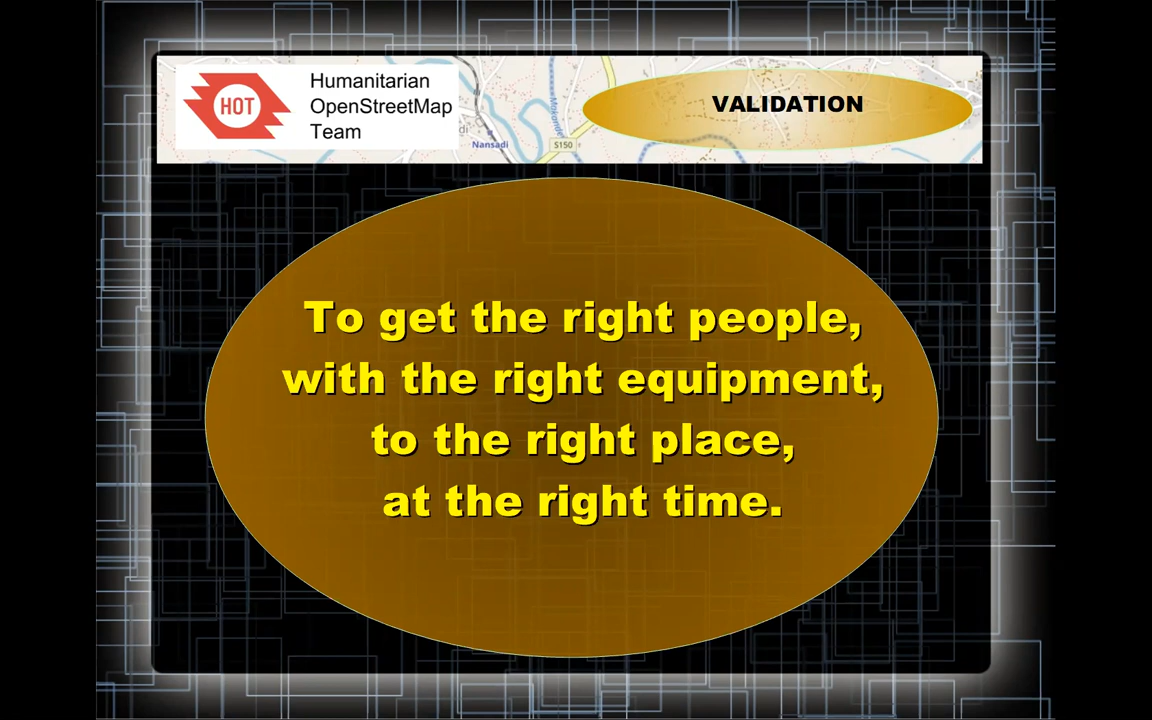 HOT
Humanitarian
OpenStreetMap
Team
VALIDATION
Nansadi
S150
To get the right people,
with the right equipment,
to the right place,
at the right time.